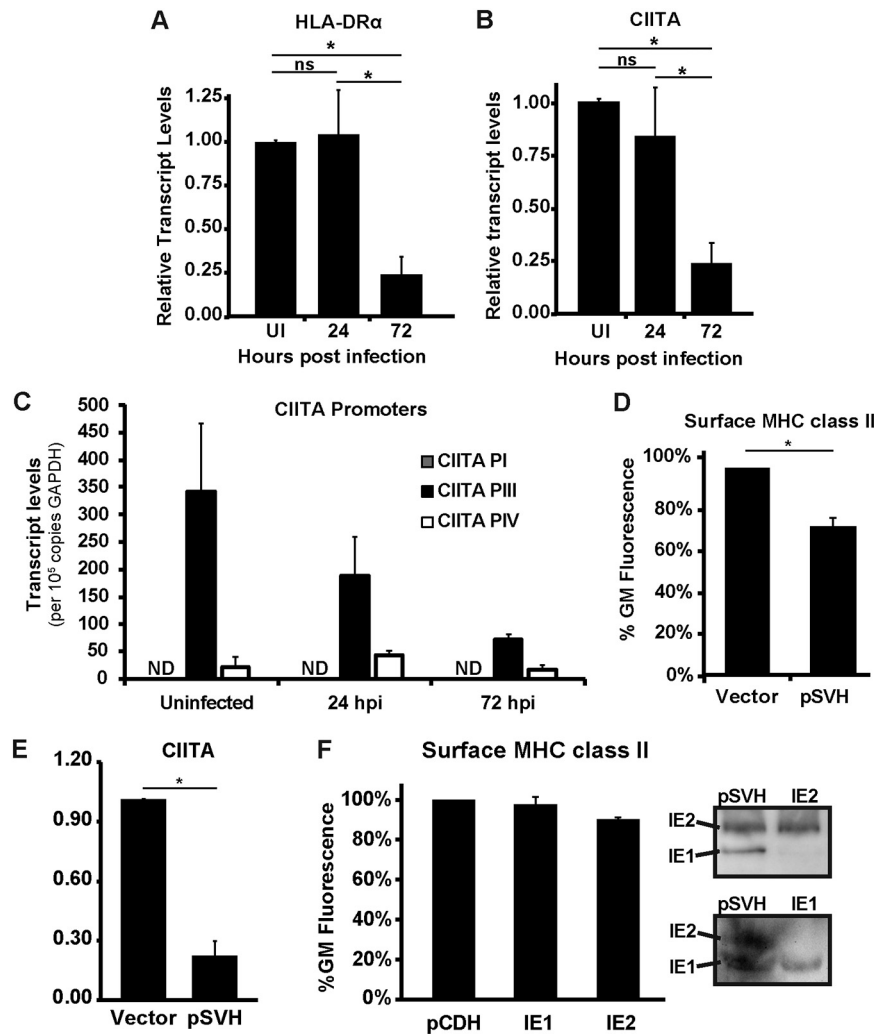 A
HLA-DRα
*
ns
*
Relative Transcript Levels
1.25
1.00
0.75
0.50
0.25
0.00
UI 24 72
Hours post infection
B
CIITA
*
ns
*
Relative transcript levels
1.00
0.75
0.50
0.25
0.00
UI 24 72
Hours post infection
C
CIITA Promoters
Transcript levels
(per 10⁵ copies GAPDH)
500
450
400
350
300
250
200
150
100
50
0
CIITA PI
CIITA PIII
CIITA PIV
ND ND ND
Uninfected 24 hpi 72 hpi
D
Surface MHC class II
*
% GM Fluorescence
100%
80%
60%
40%
20%
0%
Vector pSVH
E
CIITA
*
1.20
0.90
0.60
0.30
0.00
Vector pSVH
F
Surface MHC class II
%GM Fluorescence
100%
80%
60%
40%
20%
0%
pCDH IE1 IE2
pSVH IE2
IE2
IE1
pSVH IE1
IE2
IE1